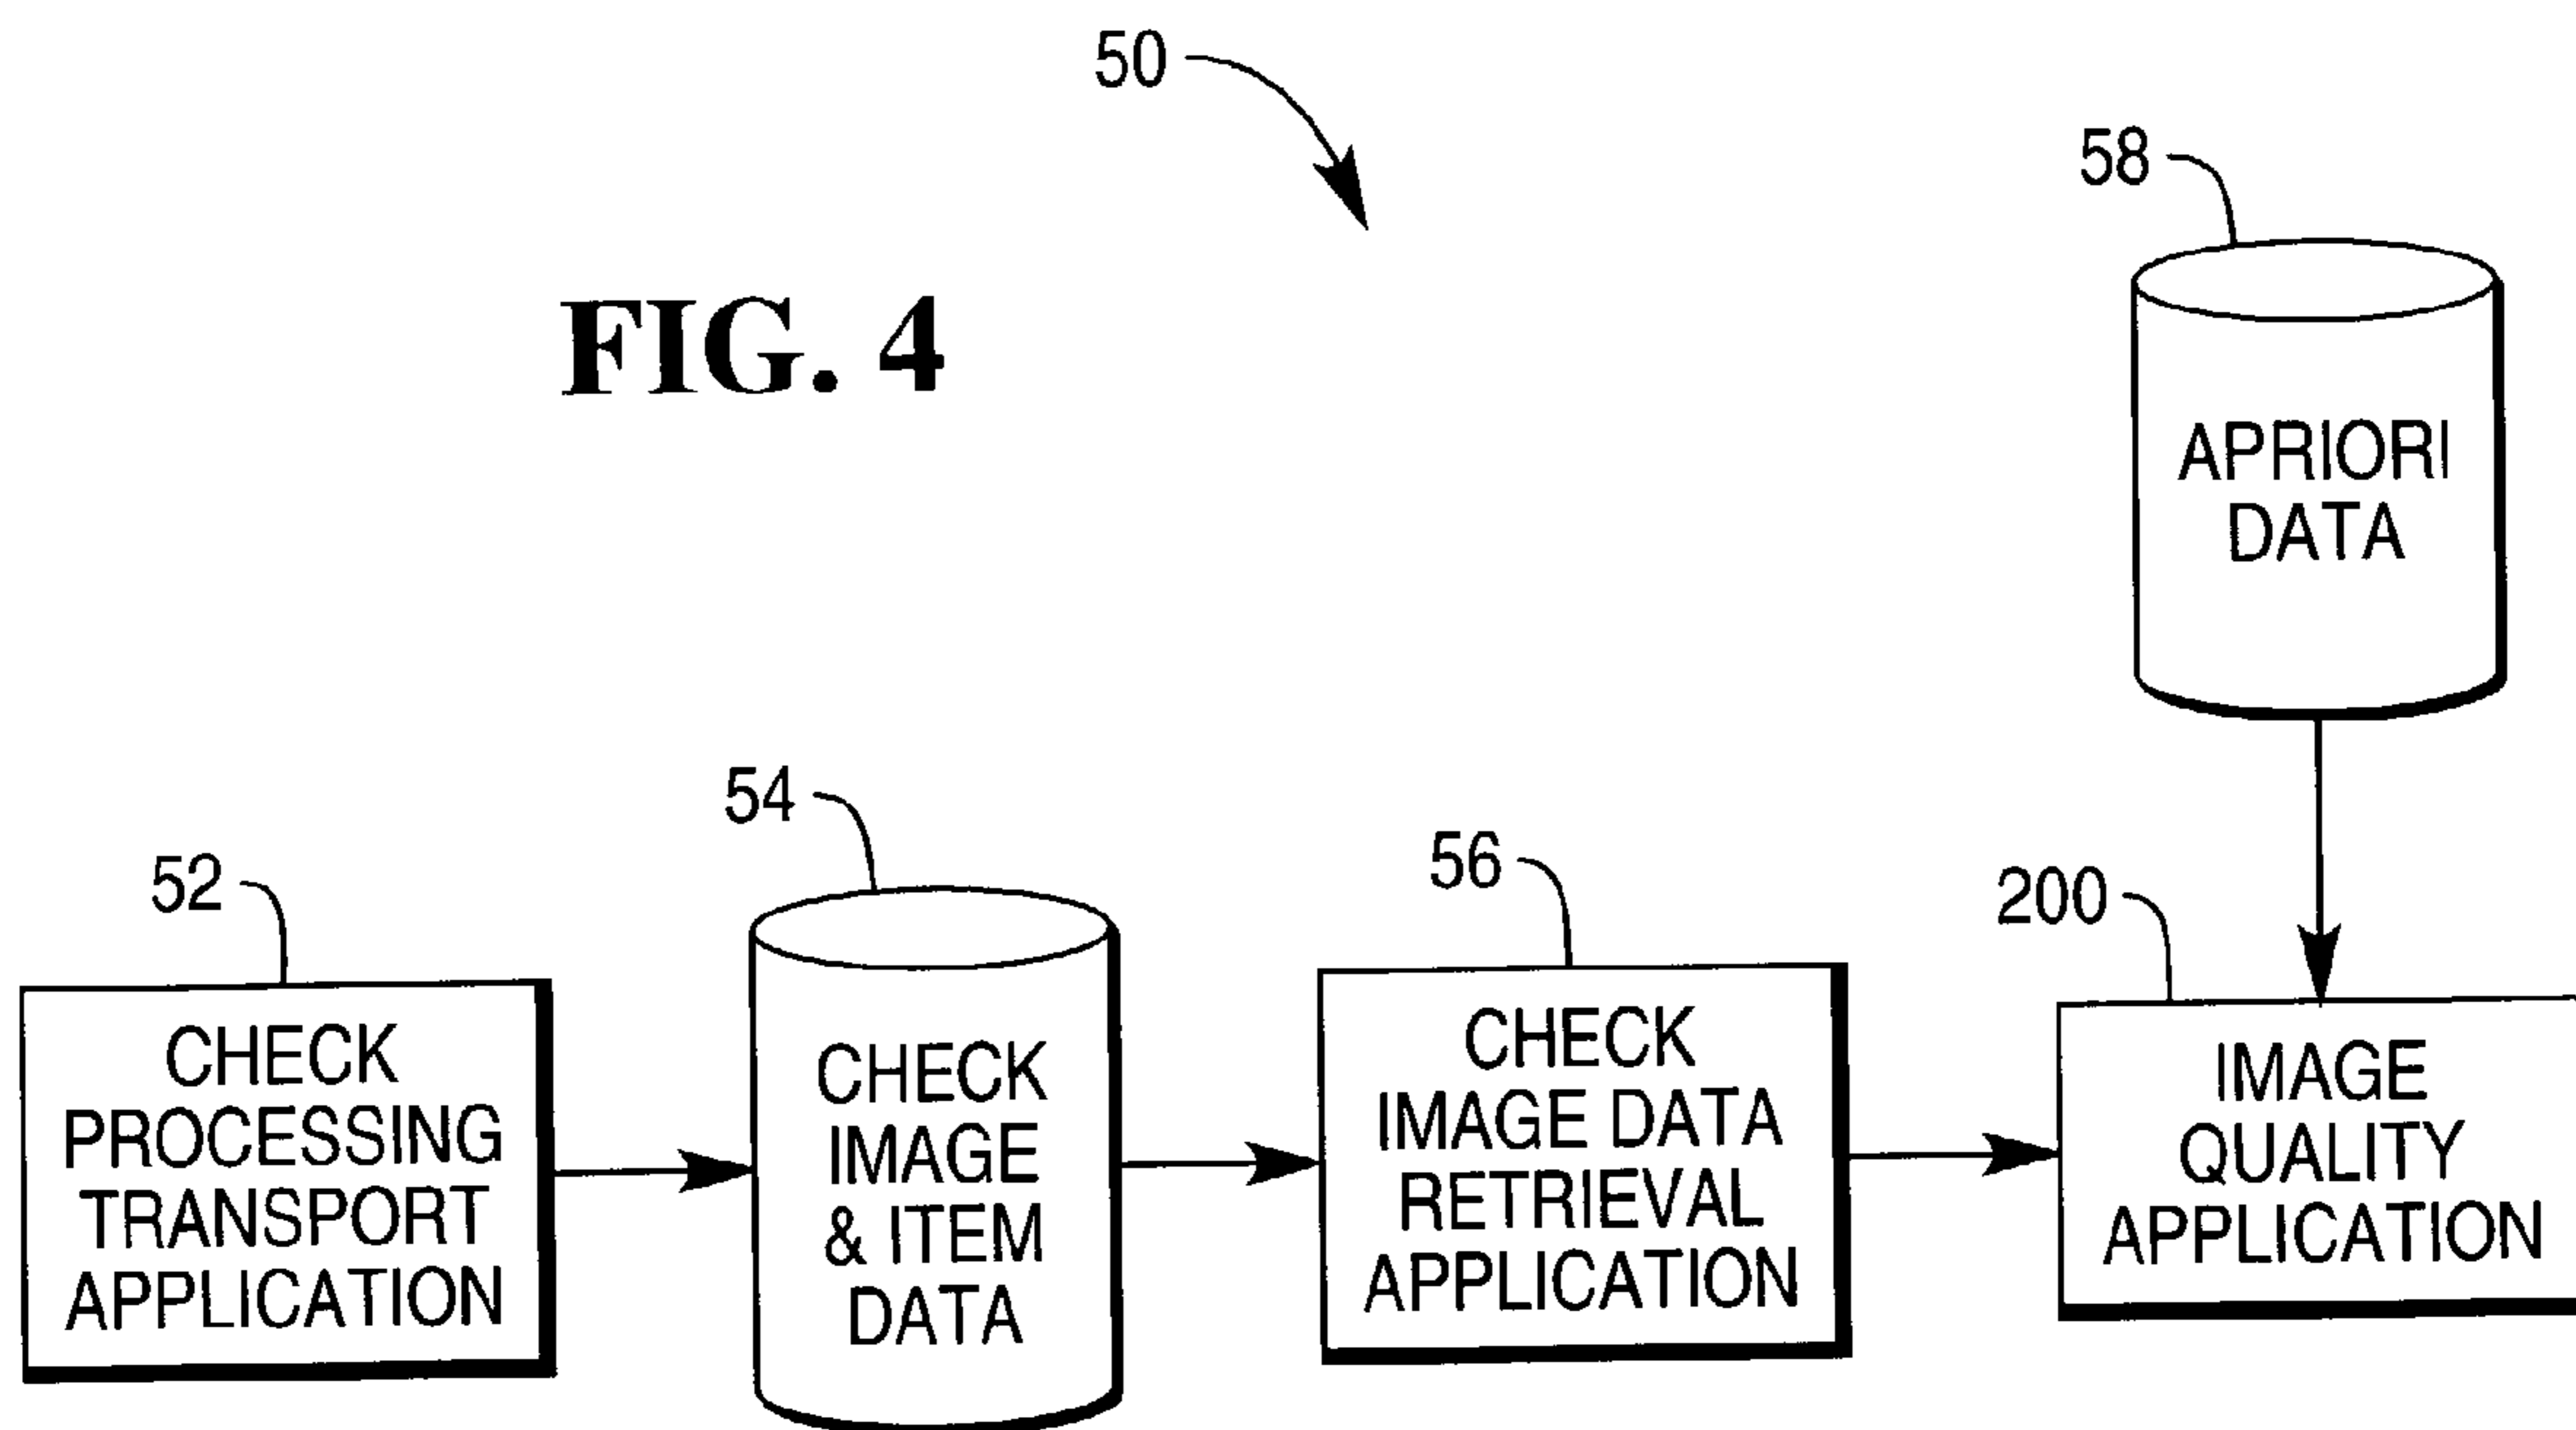 50
FIG. 4
58
APRIORI
DATA
52
CHECK
PROCESSING
TRANSPORT
APPLICATION
54
CHECK
IMAGE
& ITEM
DATA
56
CHECK
IMAGE DATA
RETRIEVAL
APPLICATION
200
IMAGE
QUALITY
APPLICATION